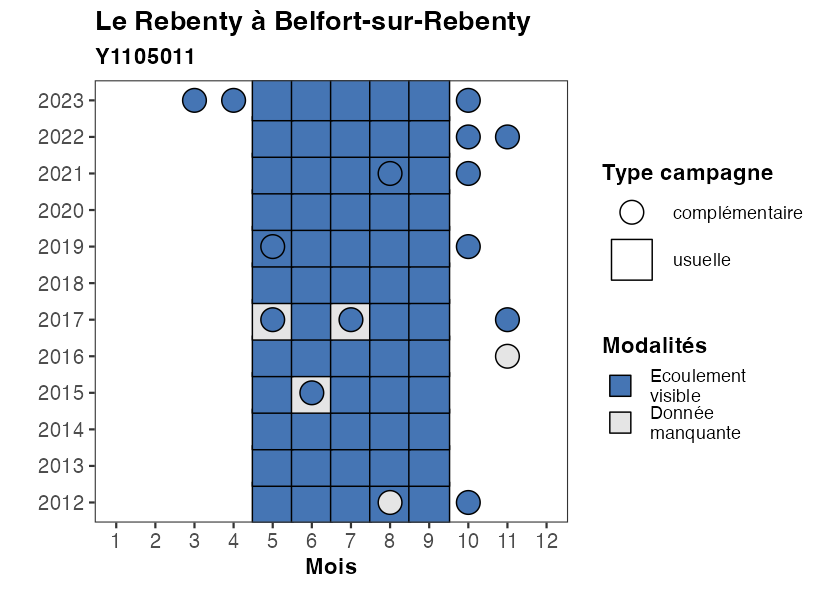 Le Rebenty à Belfort-sur-Rebenty
Y1105011
2023
2022
2021
2020
2019
2018
2017
2016
2015
2014
2013
2012
1 2 3 4 5 6 7 8 9 10 11 12
Mois
Type campagne
complémentaire
usuelle
Modalités
Ecoulement
visible
Donnée
manquante